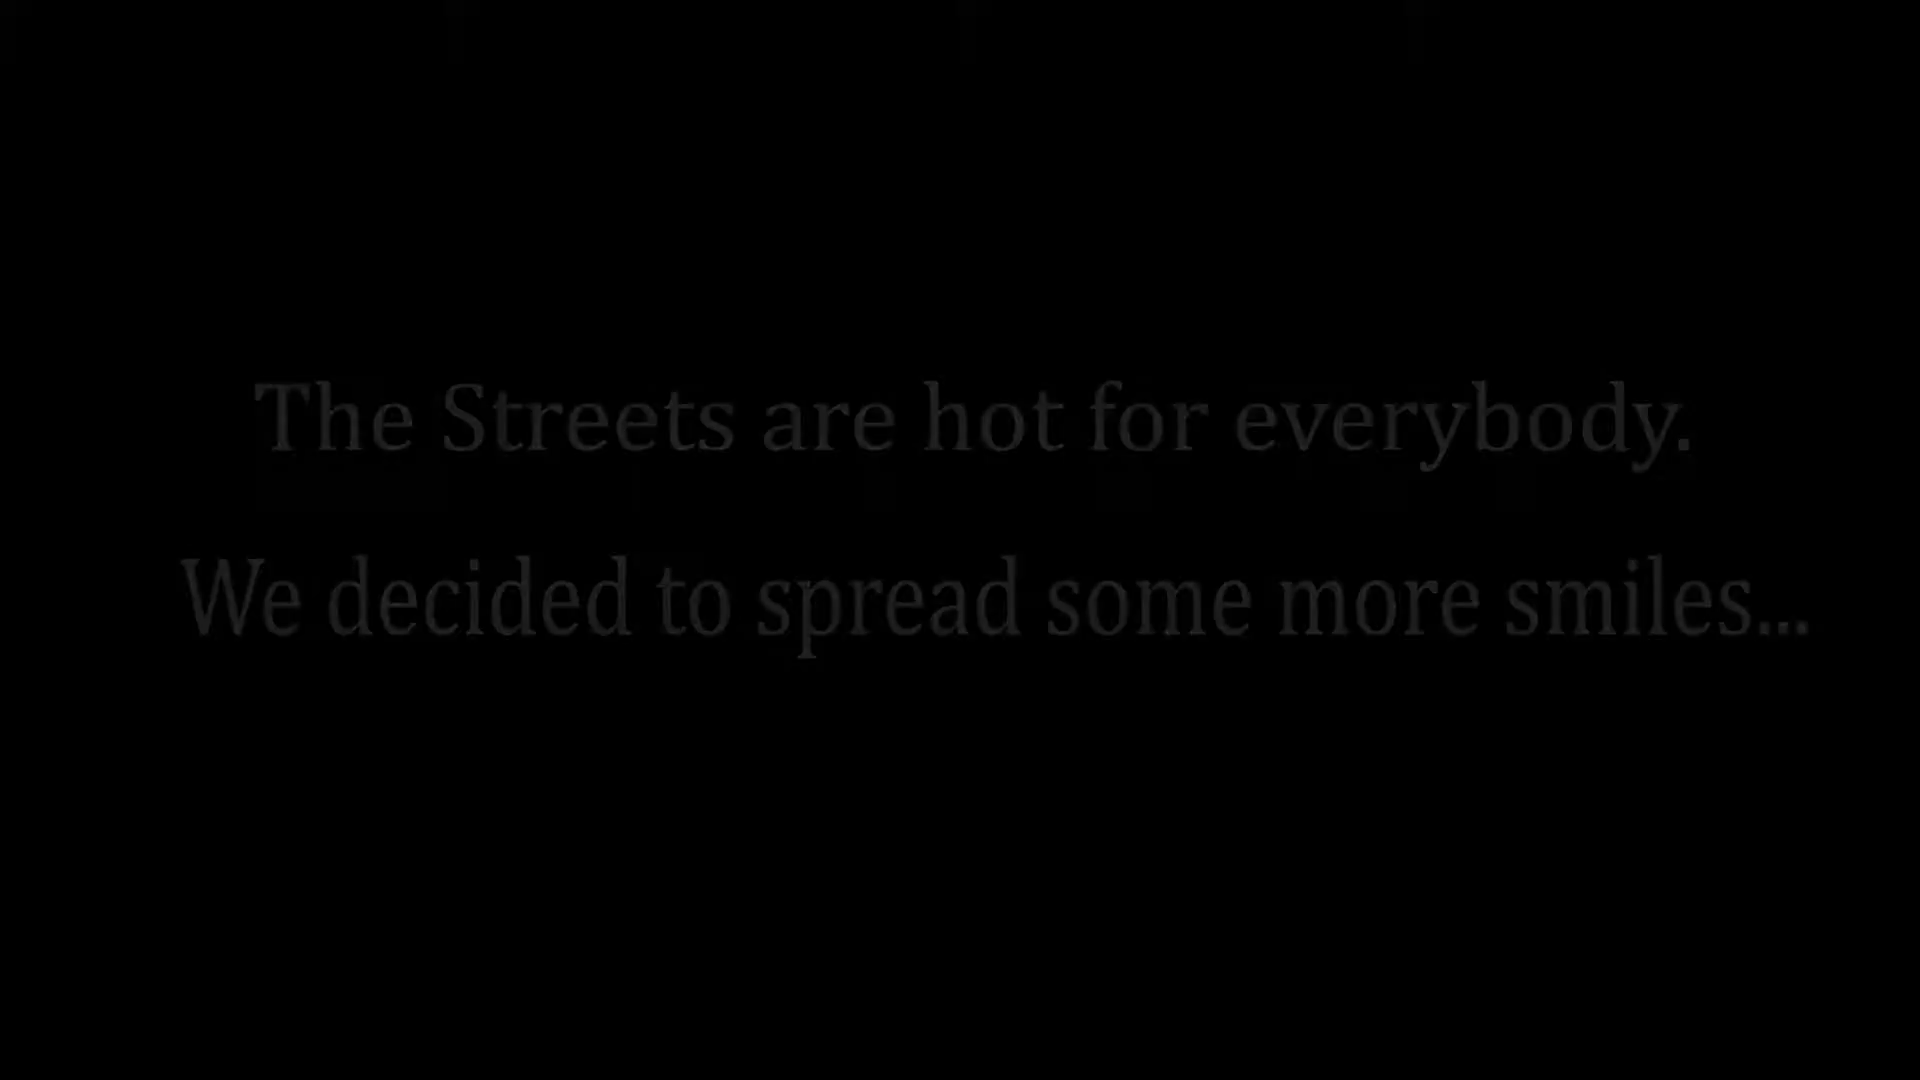 The Streets are hot for everybody.
We decided to spread some more smiles...